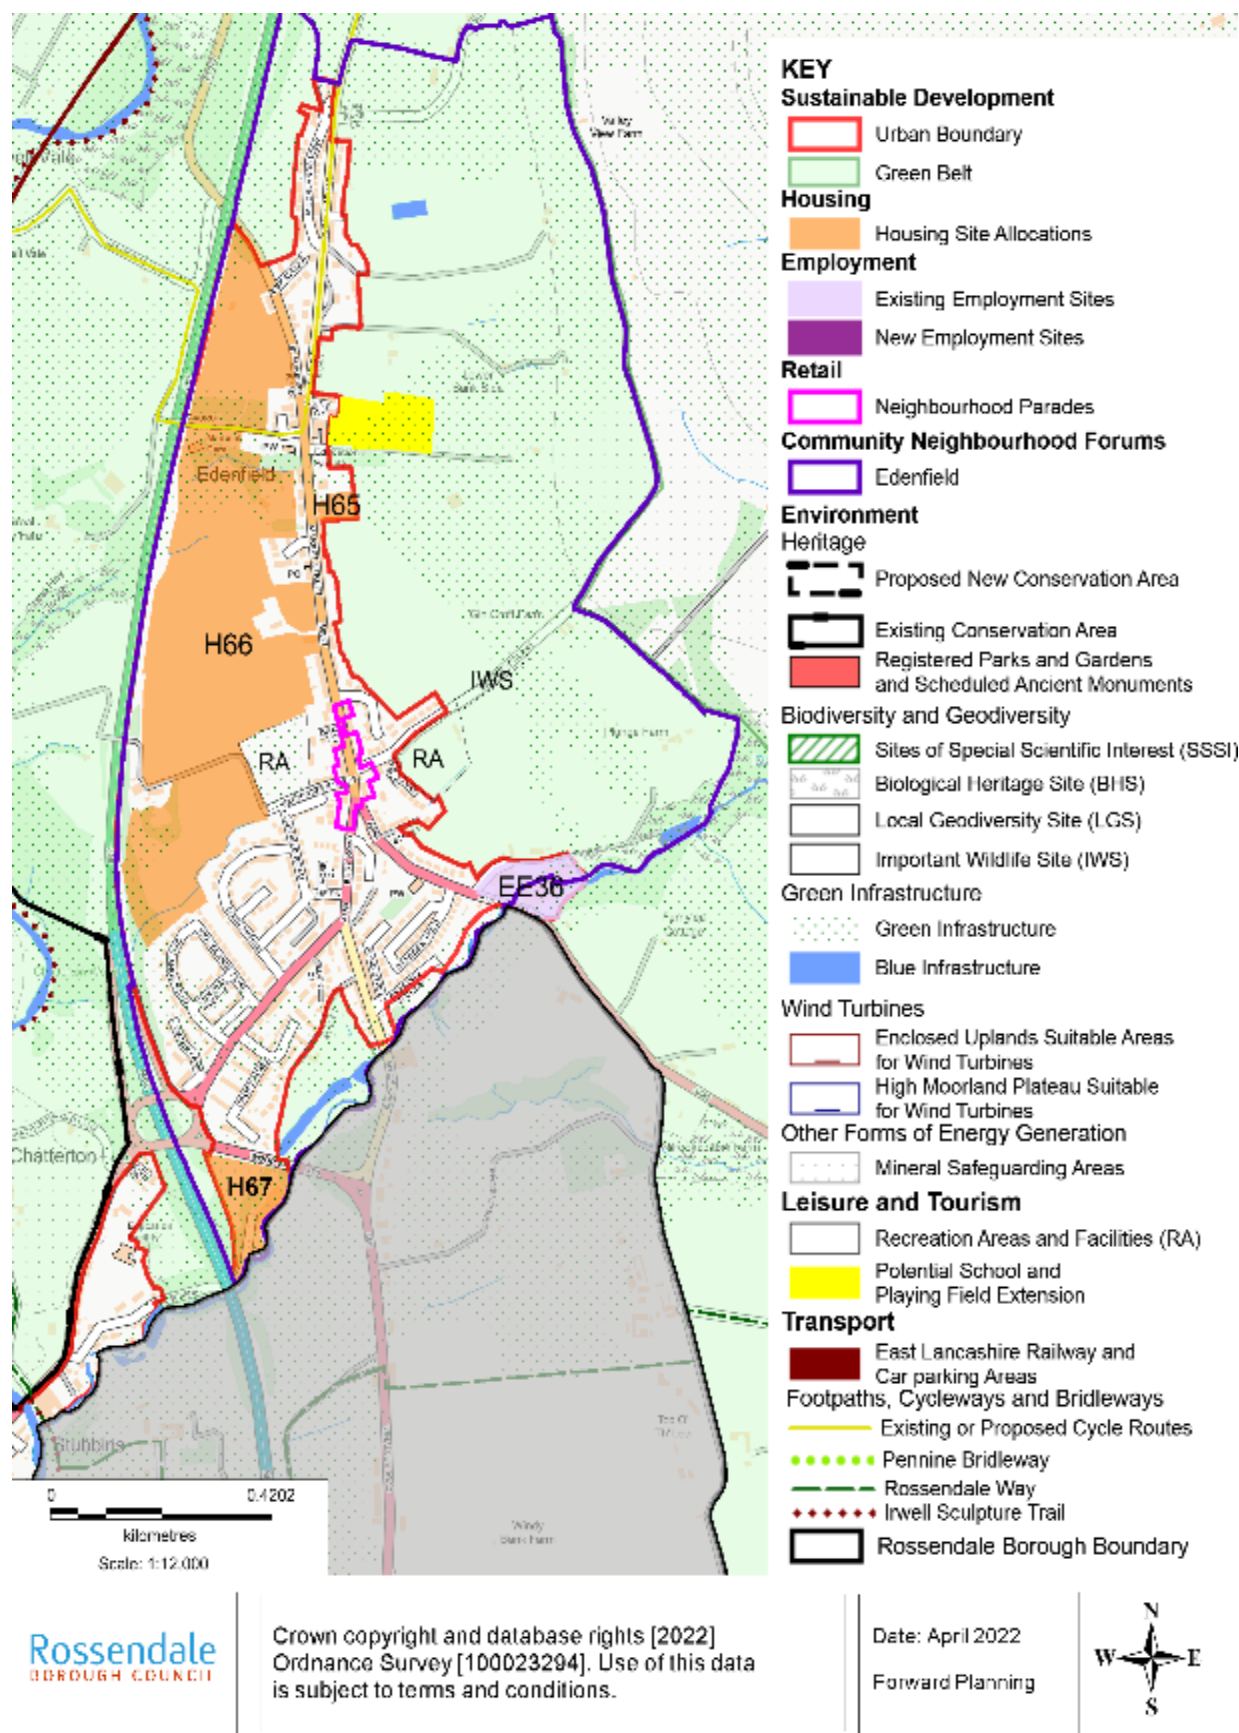 KEY
Sustainable Development
Urban Boundary
Green Belt
Housing
Housing Site Allocations
Employment
Existing Employment Sites
New Employment Sites
Retail
Neighbourhood Parades
Community Neighbourhood Forums
Edenfield
Environment
Heritage
Proposed New Conservation Area
Existing Conservation Area
Registered Parks and Gardens
and Scheduled Ancient Monuments
Biodiversity and Geodiversity
Sites of Special Scientific Interest (SSSI)
Biological Heritage Site (BHS)
Local Geodiversity Site (LGS)
Important Wildlife Site (IWS)
Green Infrastructure
Green Infrastructure
Blue Infrastructure
Wind Turbines
Enclosed Uplands Suitable Areas
for Wind Turbines
High Moorland Plateau Suitable
for Wind Turbines
Other Forms of Energy Generation
Mineral Safeguarding Areas
Leisure and Tourism
Recreation Areas and Facilities (RA)
Potential School and
Playing Field Extension
Transport
East Lancashire Railway and
Car parking Areas
Footpaths, Cycleways and Bridleways
Existing or Proposed Cycle Routes
Pennine Bridleway
Rossendale Way
Irwell Sculpture Trail
Rossendale Borough Boundary
Valley
View Farm
Edenfield
H65
H66
IWS
RA
RA
EE36
Chatterton
H67
Stubbins
Windy
Bank Farm
0 0.4202
kilometres
Scale: 1:12,000
Rossendale
BOROUGH COUNCIL
Crown copyright and database rights [2022]
Ordnance Survey [100023294]. Use of this data
is subject to terms and conditions.
Date: April 2022
Forward Planning
N
W E
S